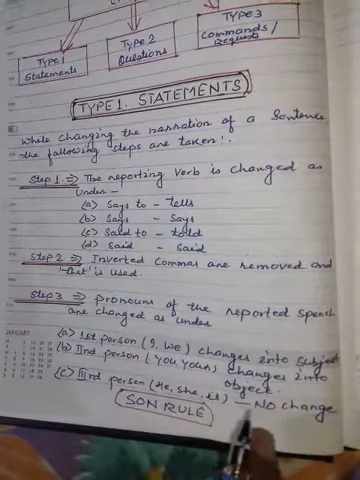 TYPE 1
Statements
TYPE 2
Questions
TYPE 3
Commands/
Requests
TYPE 1. STATEMENTS
While changing the narration of a sentence
the following steps are taken:.
Step 1. ⇒ The reporting verb is changed as
under -
(a) Says to - tells
(b) Says - Says
(c) Said to - told
(d) Said - Said
Step 2 ⇒ Inverted commas are removed and
'that' is used.
Step 3 ⇒ pronouns of the reported speech
are changed as under
JANUARY
(a) Ist person (I, we) changes into subject
(b) IInd person (you, your) changes into
object.
(c) IIIrd person (He, she, it) - NO change
SON RULE